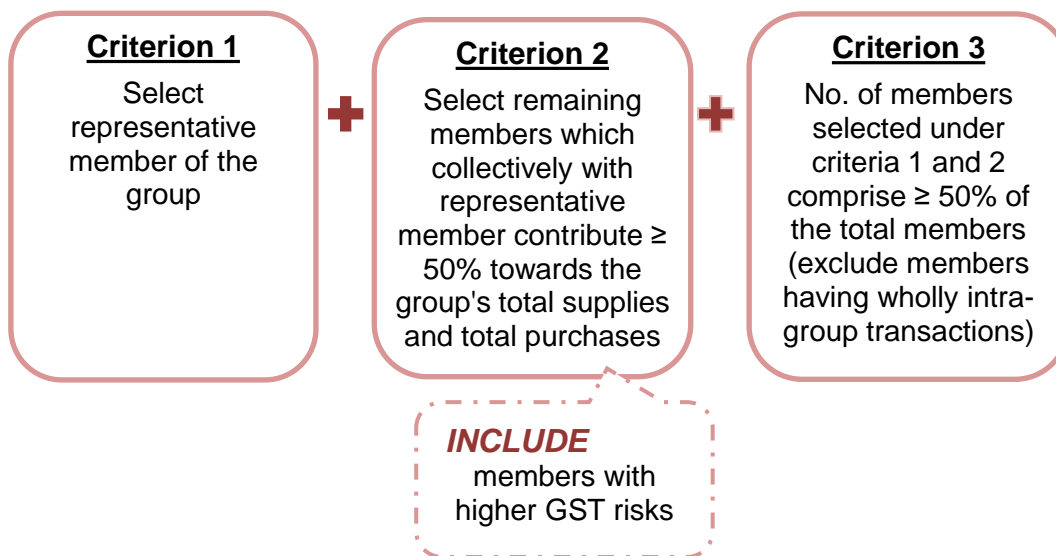 Criterion 1
Select
representative
member of the
group
Criterion 2
Select remaining
members which
collectively with
representative
member contribute ≥
50% towards the
group's total supplies
and total purchases
Criterion 3
No. of members
selected under
criteria 1 and 2
comprise ≥ 50% of
the total members
(exclude members
having wholly intra-
group transactions)
INCLUDE
members with
higher GST risks